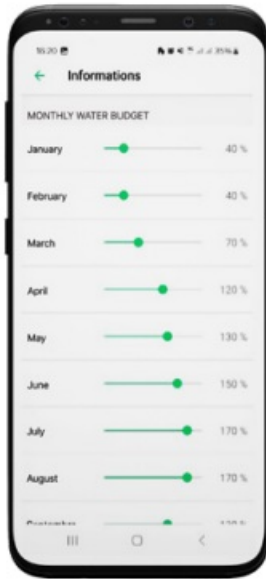 16:20
35%
Informations
MONTHLY WATER BUDGET
January 40 %
February 40 %
March 70 %
April 120 %
May 130 %
June 150 %
July 170 %
August 170 %
September